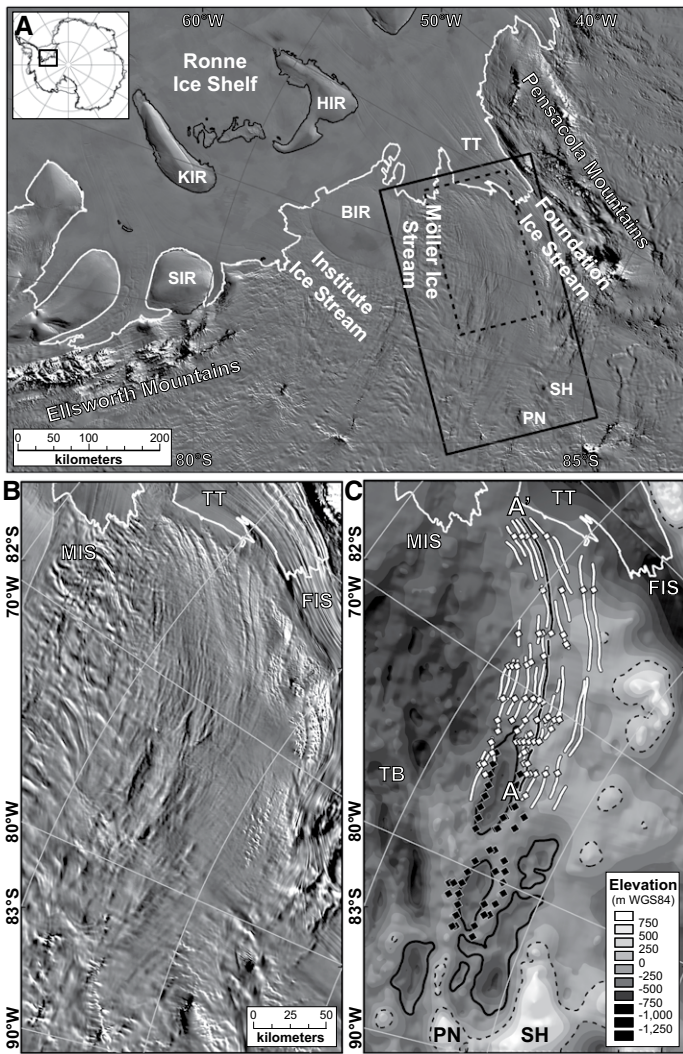 A
60°W
50°W
40°W
Ronne
Ice Shelf
HIR
KIR
TT
Pensacola Mountains
BIR
Möller Ice
Stream
Foundation
Ice Stream
SIR
Institute
Ice Stream
Ellsworth Mountains
SH
PN
0 50 100 200
kilometers
80°S
85°S
B
TT
MIS
FIS
82°S
70°W
80°W
83°S
90°W
0 25 50
kilometers
C
A'
TT
MIS
FIS
82°S
70°W
TB
A
80°W
83°S
90°W
PN
SH
Elevation
(m WGS84)
750
500
250
0
-250
-500
-750
-1,000
-1,250